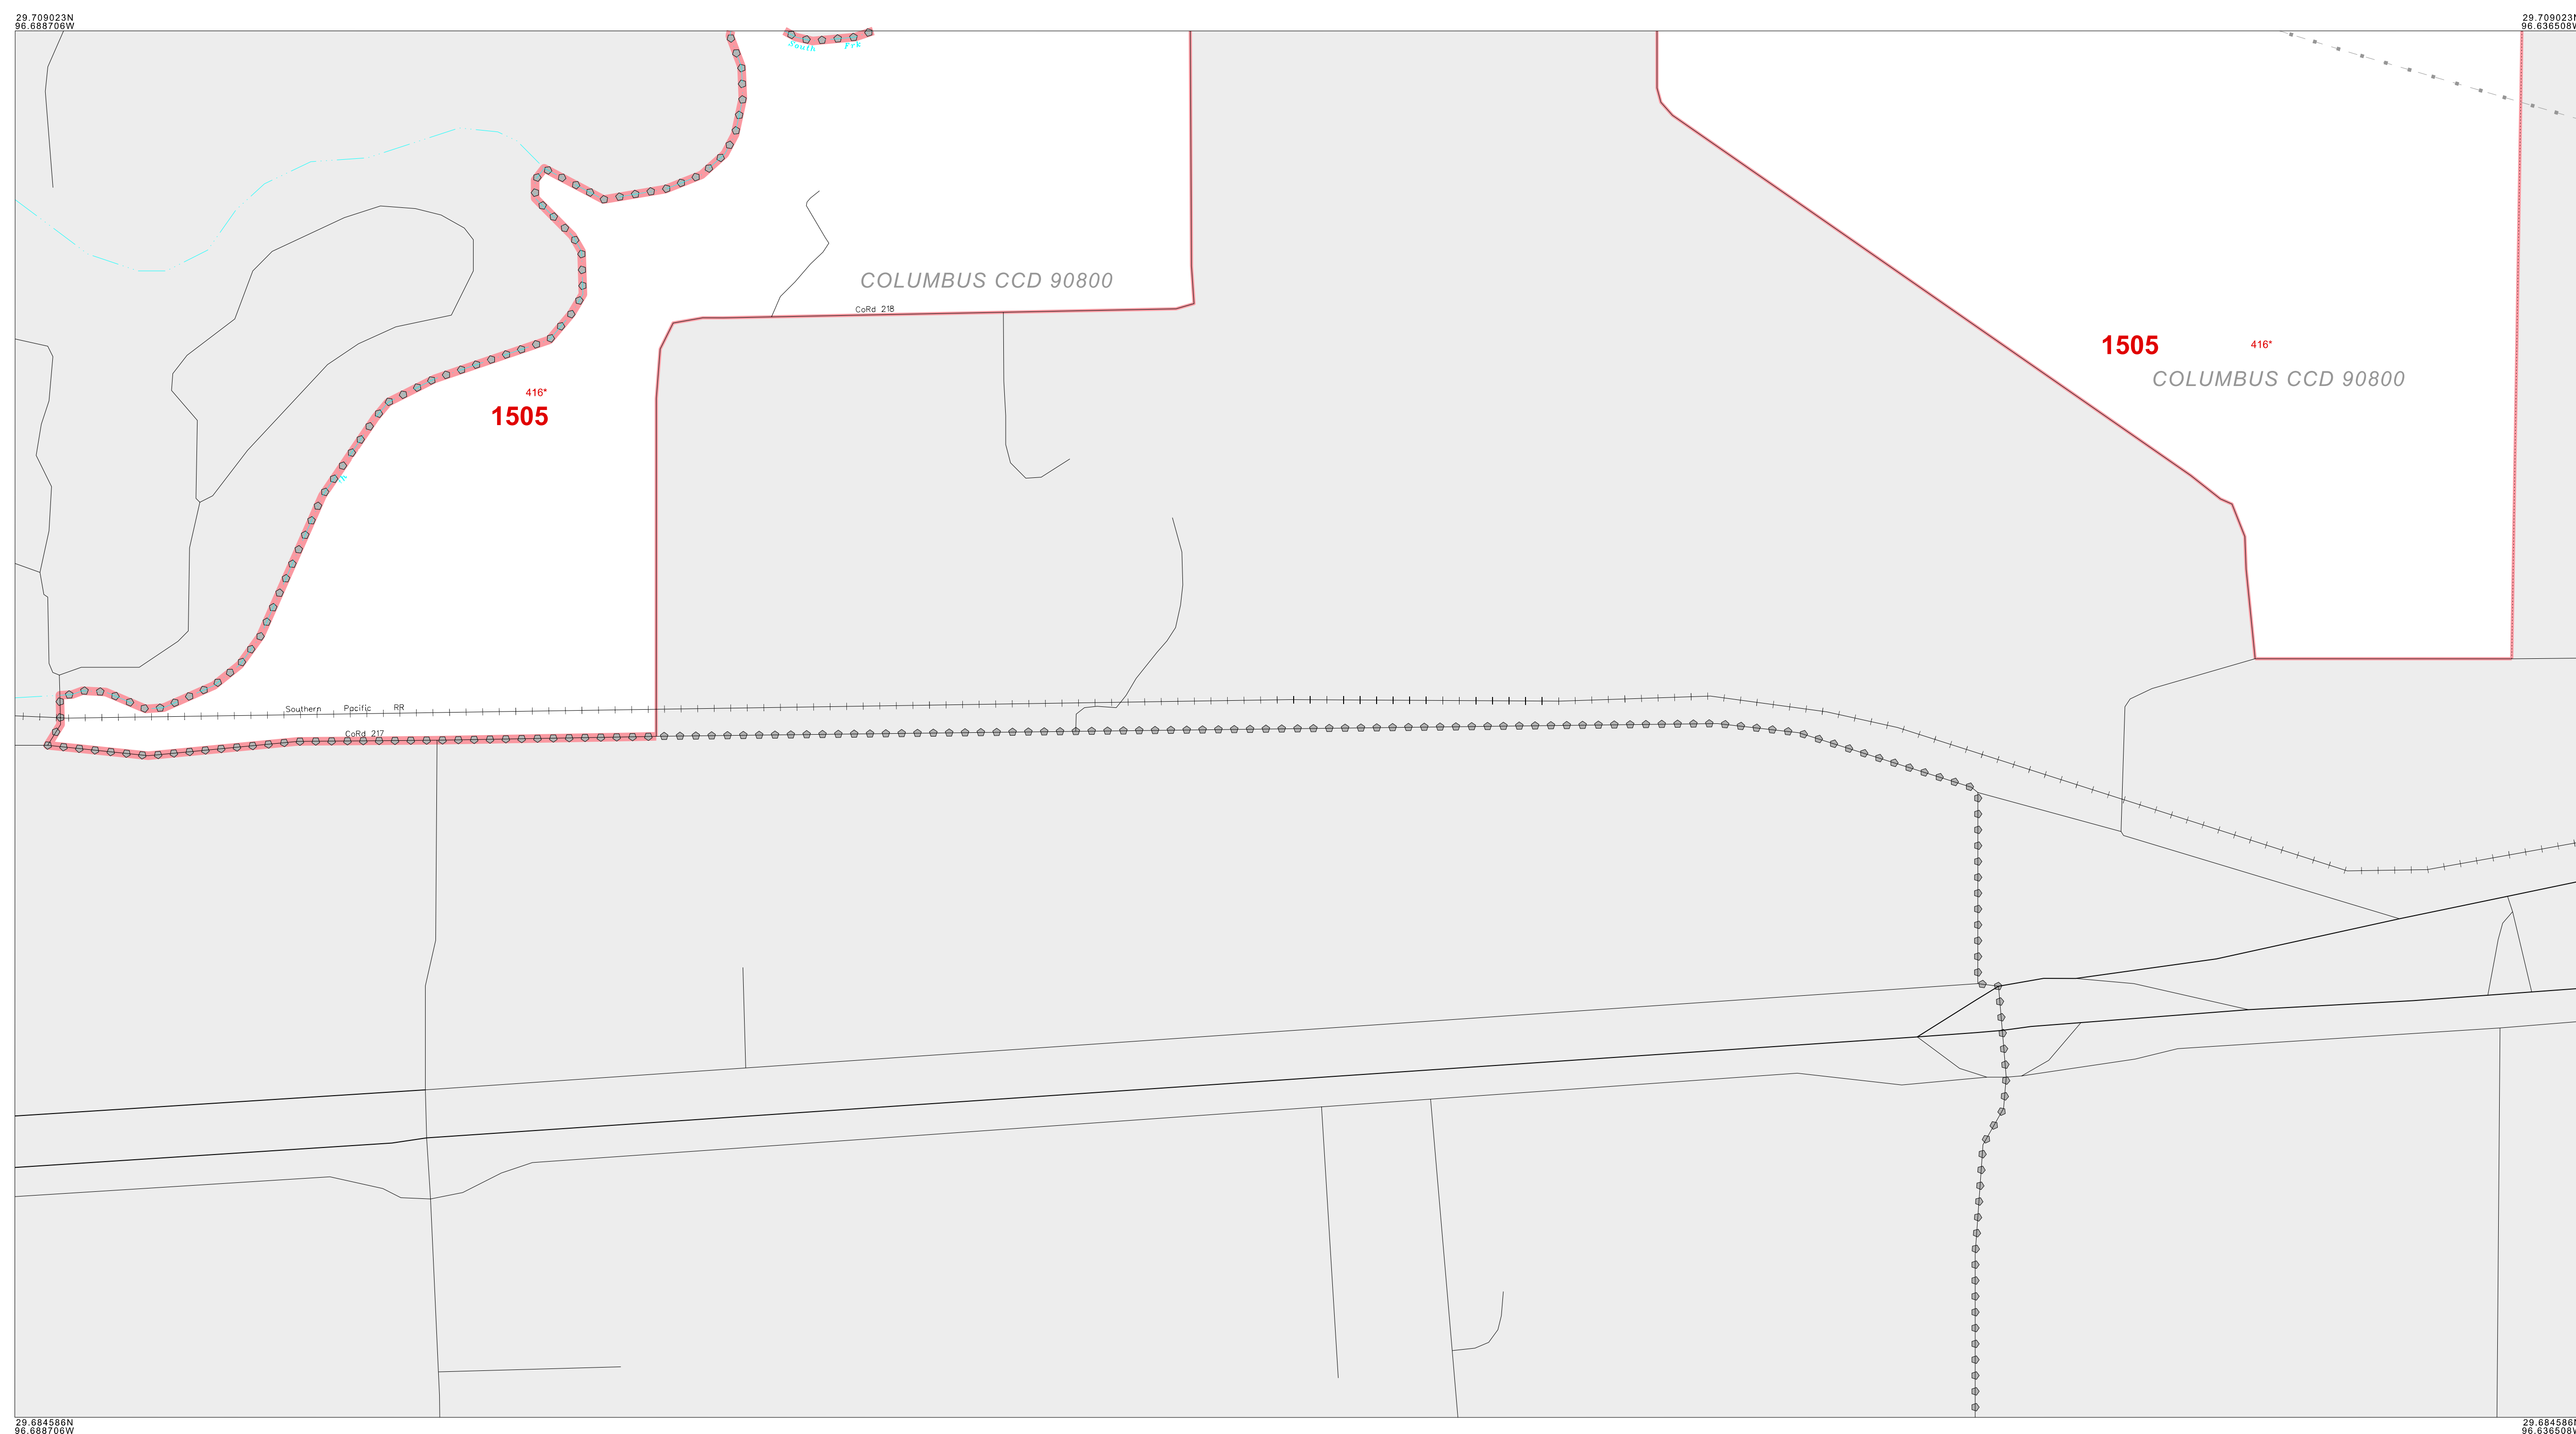 29.709023N
96.688706W
29.709023N
96.636508W
South Frk
COLUMBUS CCD 90800
CoRd 218
1505 416*
COLUMBUS CCD 90800
416*
1505
Southern Pacific RR
CoRd 217
29.684586N
96.688706W
29.684586N
96.636508W